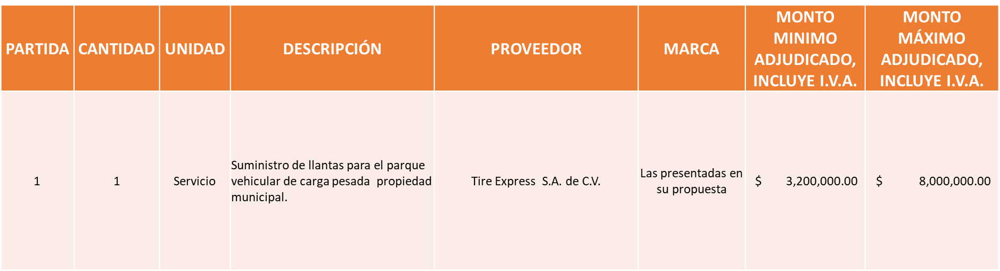 PARTIDA
CANTIDAD
UNIDAD
DESCRIPCIÓN
PROVEEDOR
MARCA
MONTO
MINIMO
ADJUDICADO,
INCLUYE I.V.A.
MONTO
MÁXIMO
ADJUDICADO,
INCLUYE I.V.A.
1
1
Servicio
Suministro de llantas para el parque
vehicular de carga pesada  propiedad
municipal.
Tire Express  S.A. de C.V.
Las presentadas en
su propuesta
$ 3,200,000.00
$ 8,000,000.00